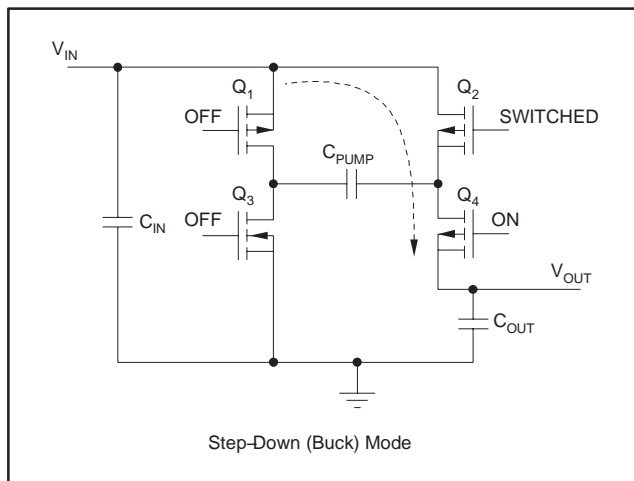 V_IN
Q_1
Q_2
OFF
SWITCHED
C_PUMP
Q_3
Q_4
OFF
ON
C_IN
V_OUT
C_OUT
Step–Down (Buck) Mode